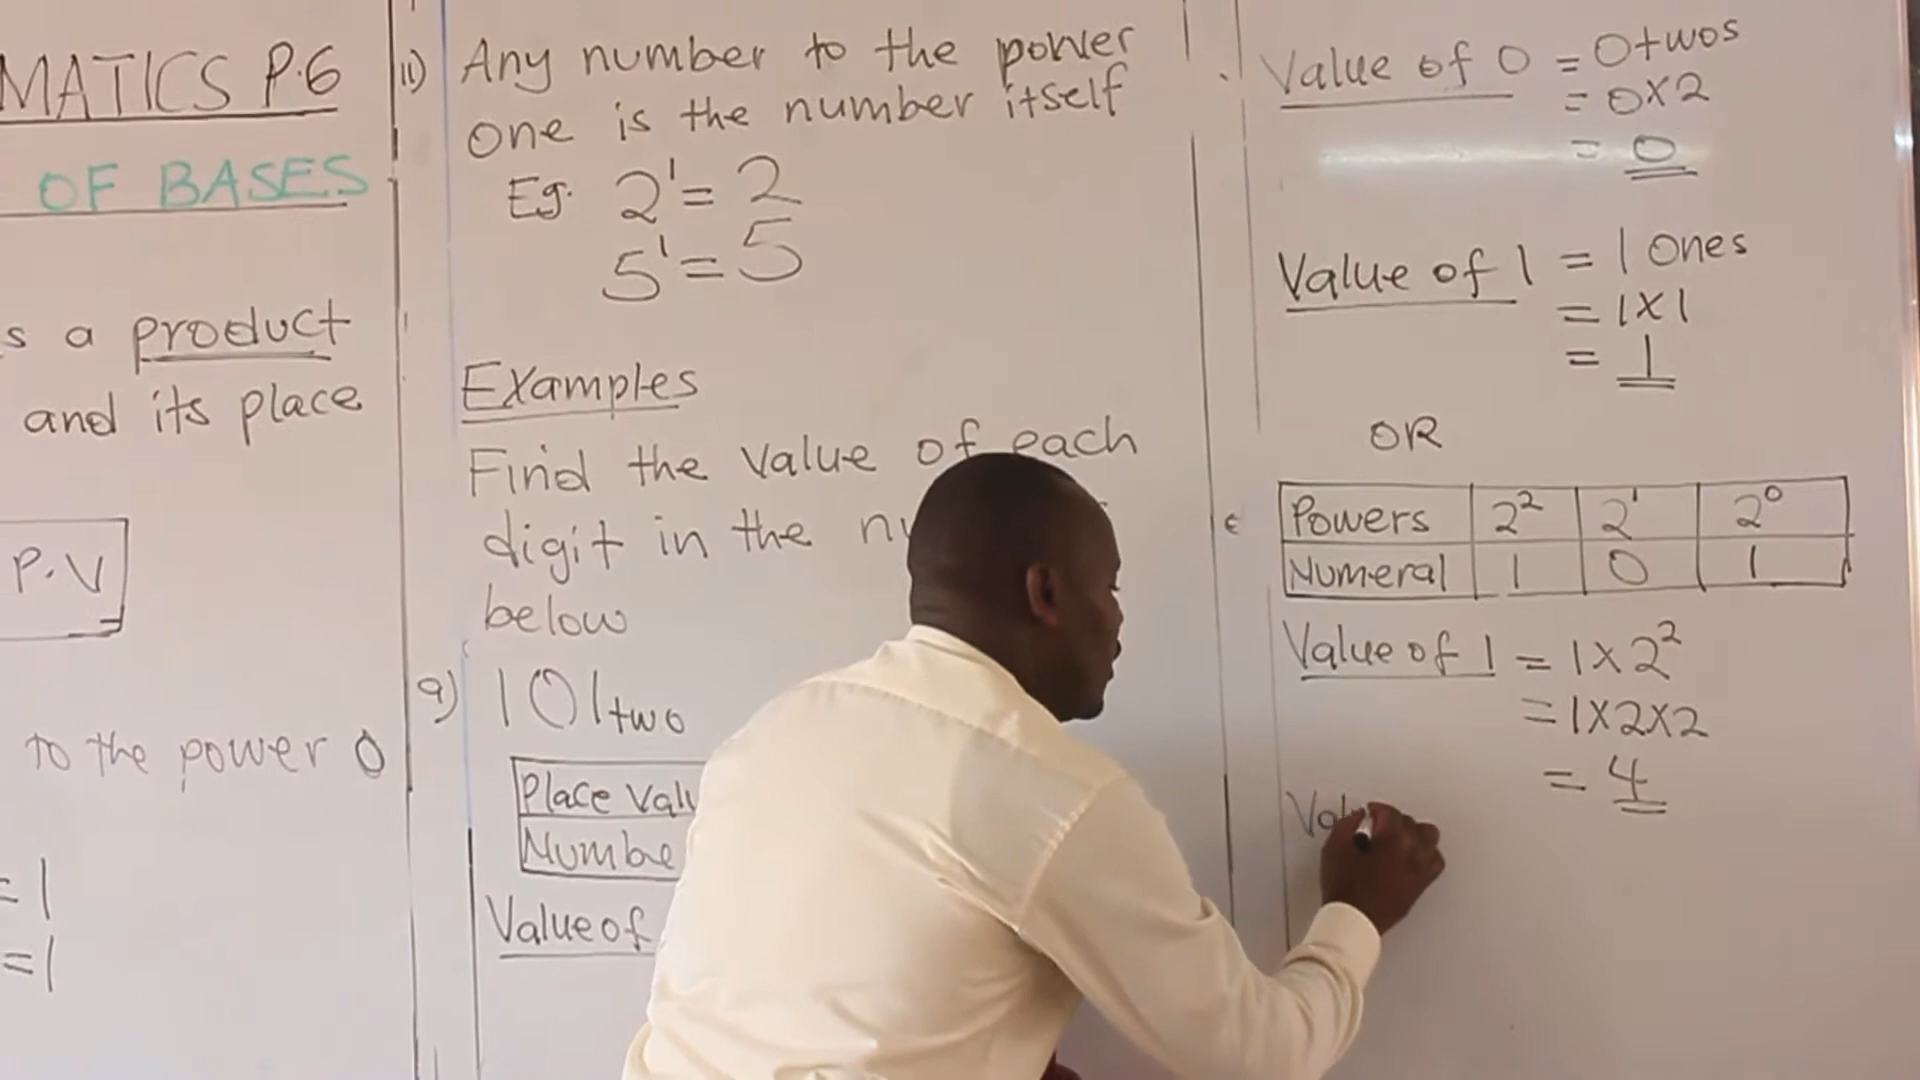 MATICS P.6
OF BASES
s a product
and its place
P.V
to the power 0
=1
=1
ii) Any number to the power
one is the number itself
Eg. 2¹ = 2
5¹ = 5
Examples
Find the value of each
digit in the
below
a) 101two
Place Valu
Numbe
Value of
Value of 0 = 0 twos
= 0x2
= 0
Value of 1 = 1 ones
= 1x1
= 1
OR
Powers 2² 2¹ 2⁰
Numeral 1 0 1
Value of 1 = 1x2²
= 1x2x2
= 4
Val